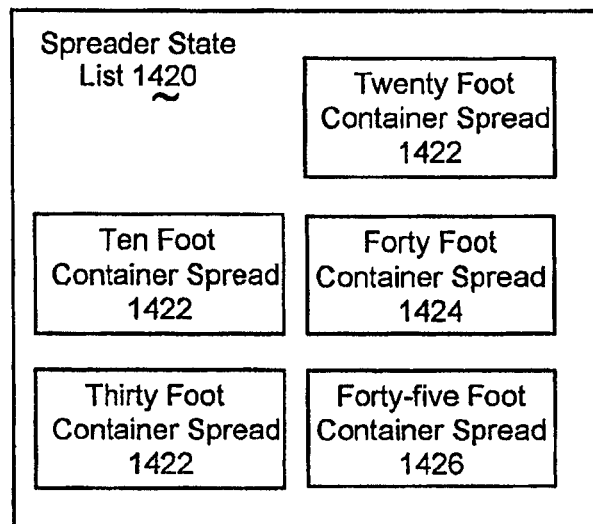 Spreader State
List 1420
Twenty Foot
Container Spread
1422
Ten Foot
Container Spread
1422
Forty Foot
Container Spread
1424
Thirty Foot
Container Spread
1422
Forty-five Foot
Container Spread
1426